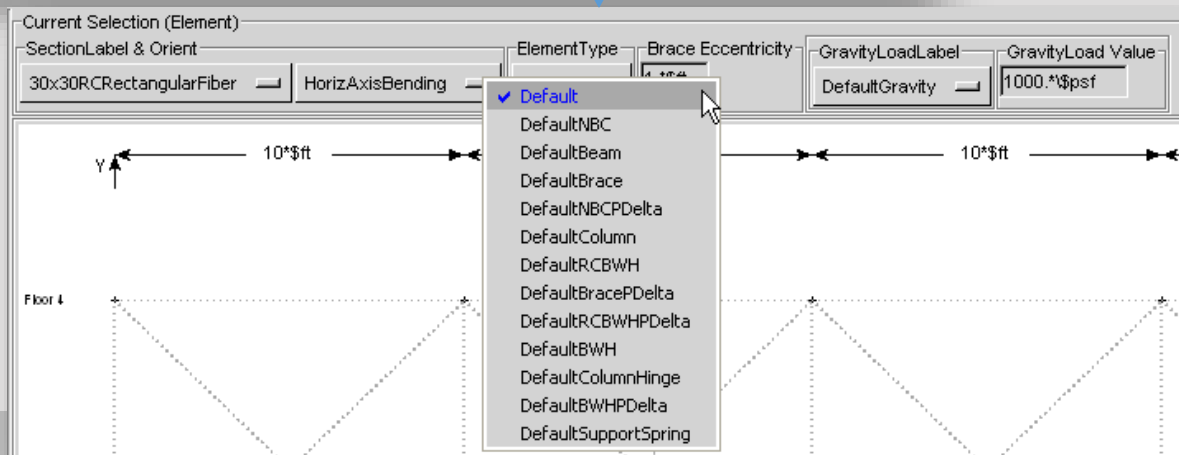 Current Selection (Element)
SectionLabel & Orient ElementType Brace Eccentricity GravityLoadLabel GravityLoad Value
30x30RCRectangularFiber HorizAxisBending DefaultGravity 1000.*\$psf
Default
DefaultNBC
DefaultBeam
DefaultBrace
DefaultNBCPDelta
DefaultColumn
DefaultRCBWH
DefaultBracePDelta
DefaultRCBWHPDelta
DefaultBWH
DefaultColumnHinge
DefaultBWHPDelta
DefaultSupportSpring
Y 10*$ft 10*$ft
Floor 4